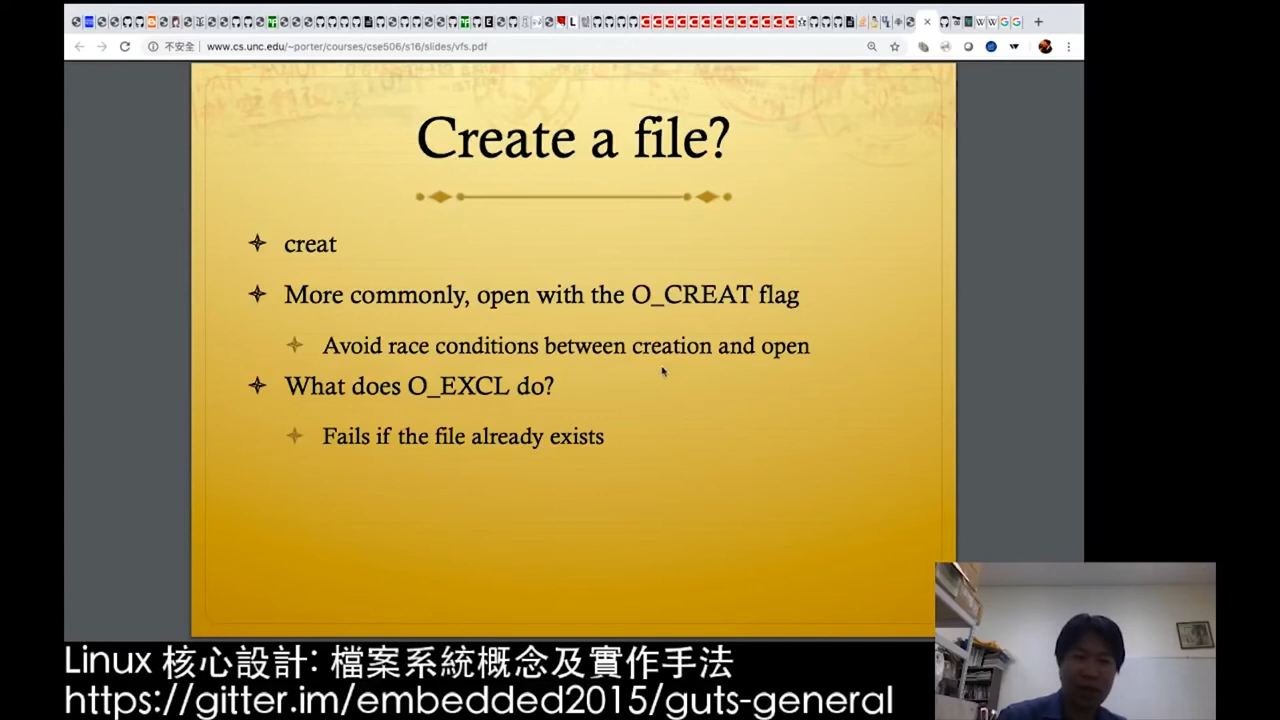 不安全 www.cs.unc.edu/~porter/courses/cse506/s16/slides/vfs.pdf
Create a file?
creat
More commonly, open with the O_CREAT flag
Avoid race conditions between creation and open
What does O_EXCL do?
Fails if the file already exists
Linux 核心設計: 檔案系統概念及實作手法
https://gitter.im/embedded2015/guts-general